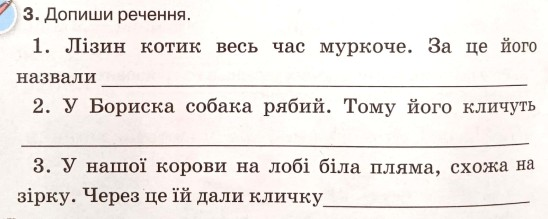 3. Допиши речення.
1. Лізин котик весь час муркоче. За це його
назвали
2. У Бориска собака рябий. Тому його кличуть
3. У нашої корови на лобі біла пляма, схожа на
зірку. Через це їй дали кличку